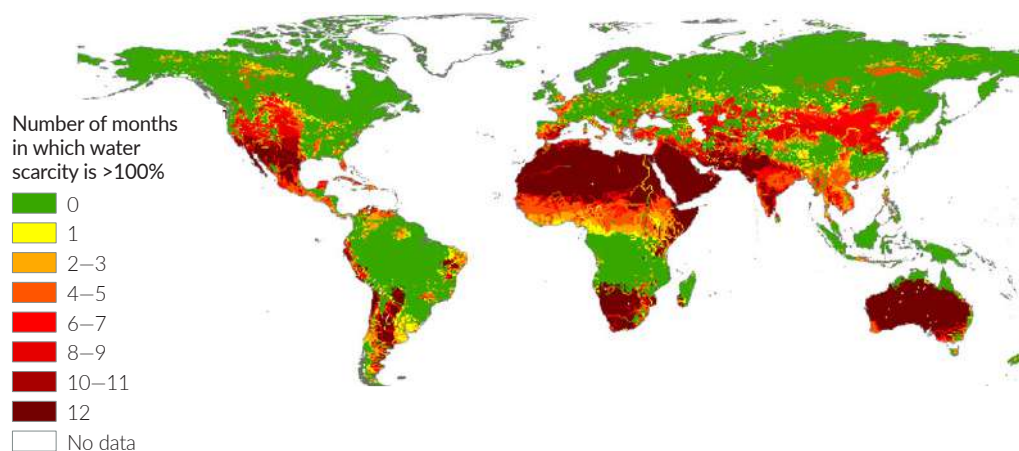 Number of months
in which water
scarcity is >100%
0
1
2—3
4—5
6—7
8—9
10—11
12
No data